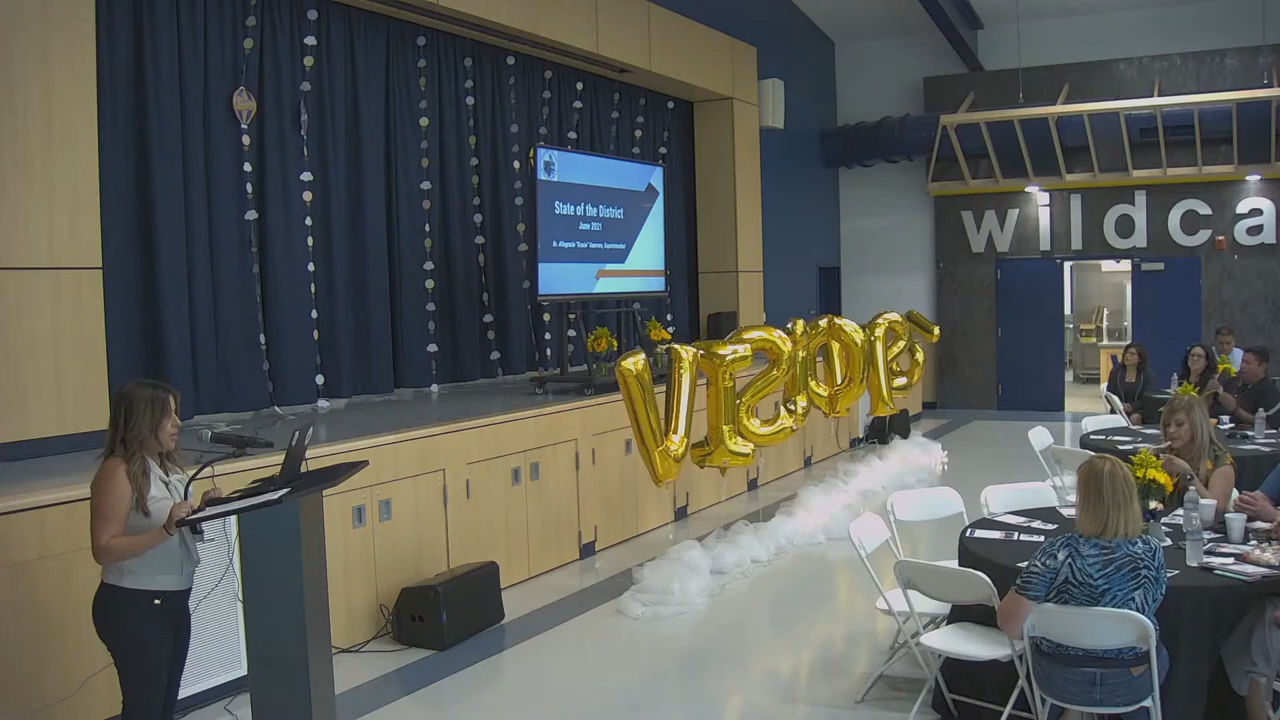 State of the District
June 2021
Dr. Altagracia "Gracie" Guerrero, Superintendent
wildca
VISION